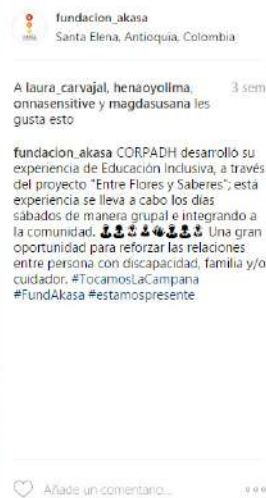 fundacion_akasa
Santa Elena, Antioquia, Colombia
A laura_carvajal, henaoyolima, 3 sem
onnasensitive y magdasusana les
gusta esto
fundacion_akasa CORPADH desarrolló su
experiencia de Educación Inclusiva, a través
del proyecto "Entre Flores y Saberes"; esta
experiencia se lleva a cabo los días
sábados de manera grupal e integrando a
la comunidad. Una gran
oportunidad para reforzar las relaciones
entre persona con discapacidad, familia y/o
cuidador. #TocamosLaCampana
#FundAkasa #estamospresente
Añade un comentario...